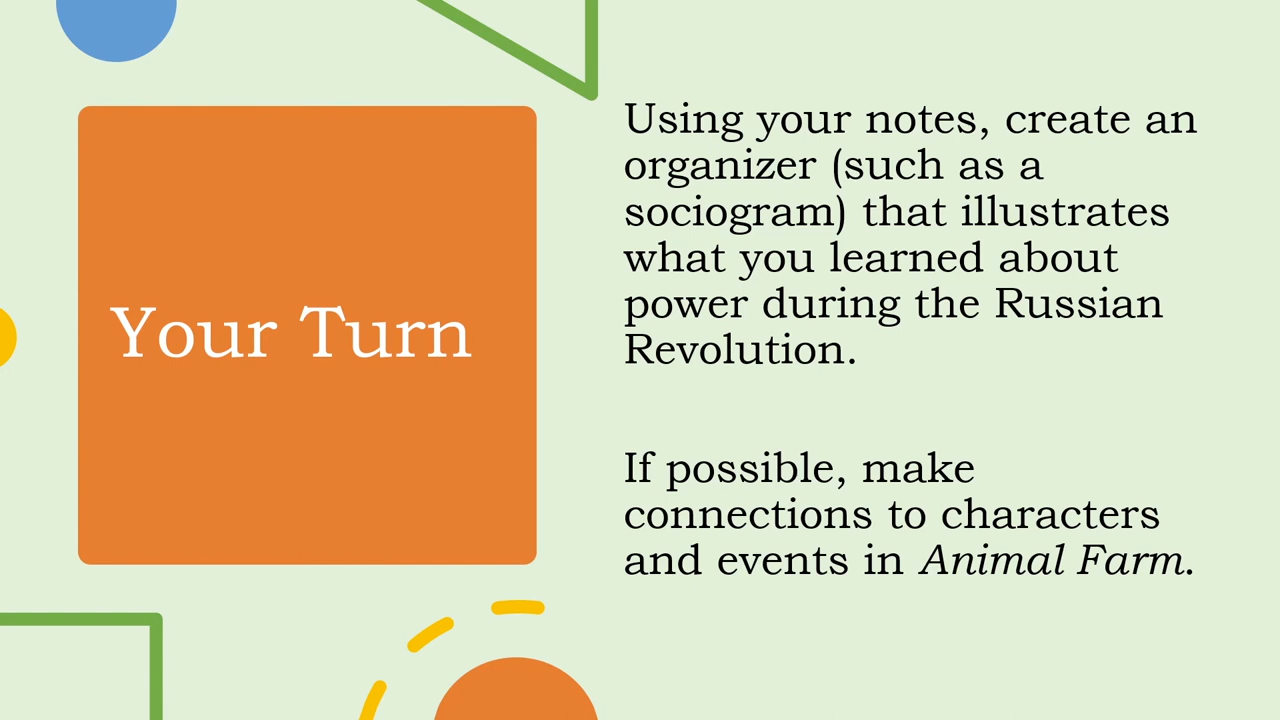 Your Turn
Using your notes, create an
organizer (such as a
sociogram) that illustrates
what you learned about
power during the Russian
Revolution.
If possible, make
connections to characters
and events in Animal Farm.